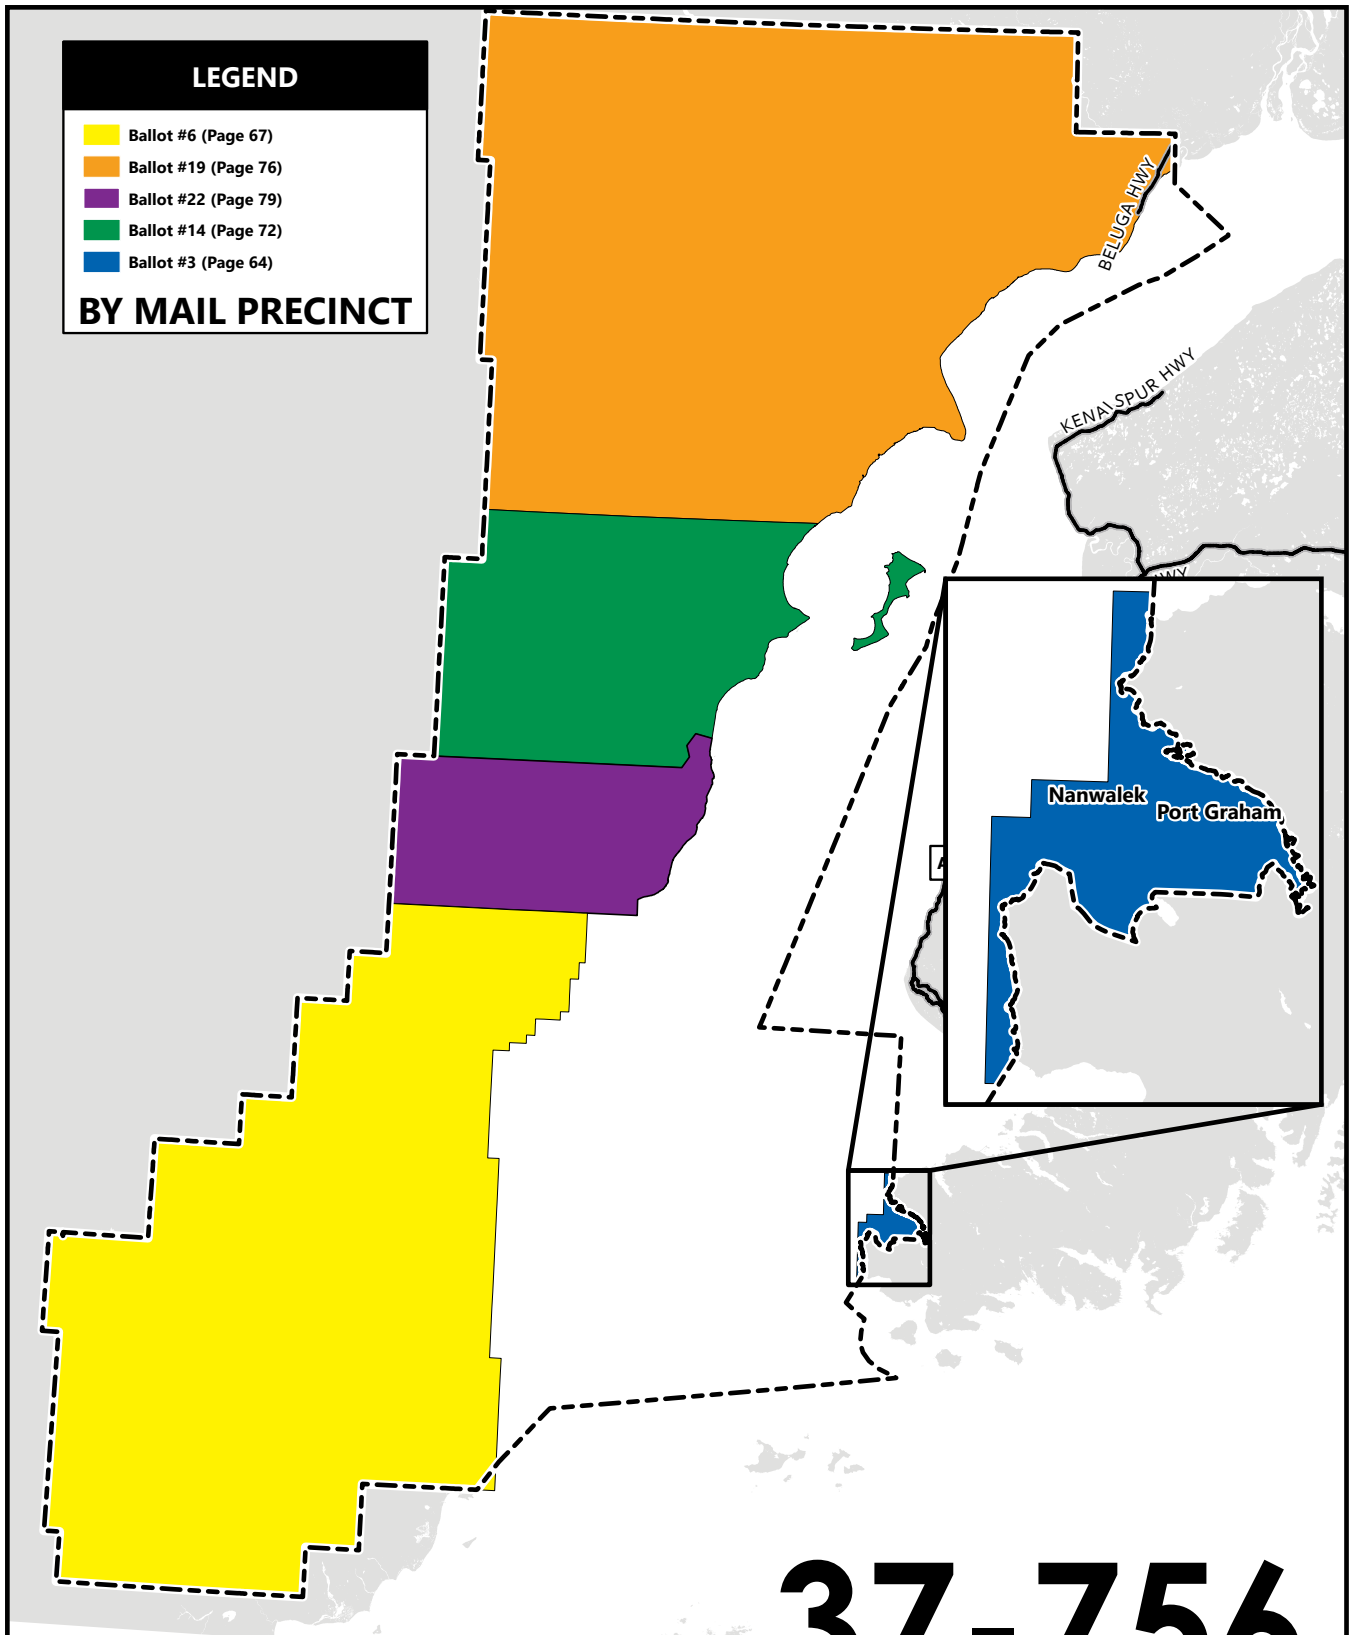 LEGEND
Ballot #6 (Page 67)
Ballot #19 (Page 76)
Ballot #22 (Page 79)
Ballot #14 (Page 72)
Ballot #3 (Page 64)
BY MAIL PRECINCT
BELUGA HWY
KENAI SPUR HWY
Nanwalek
Port Graham
37-756